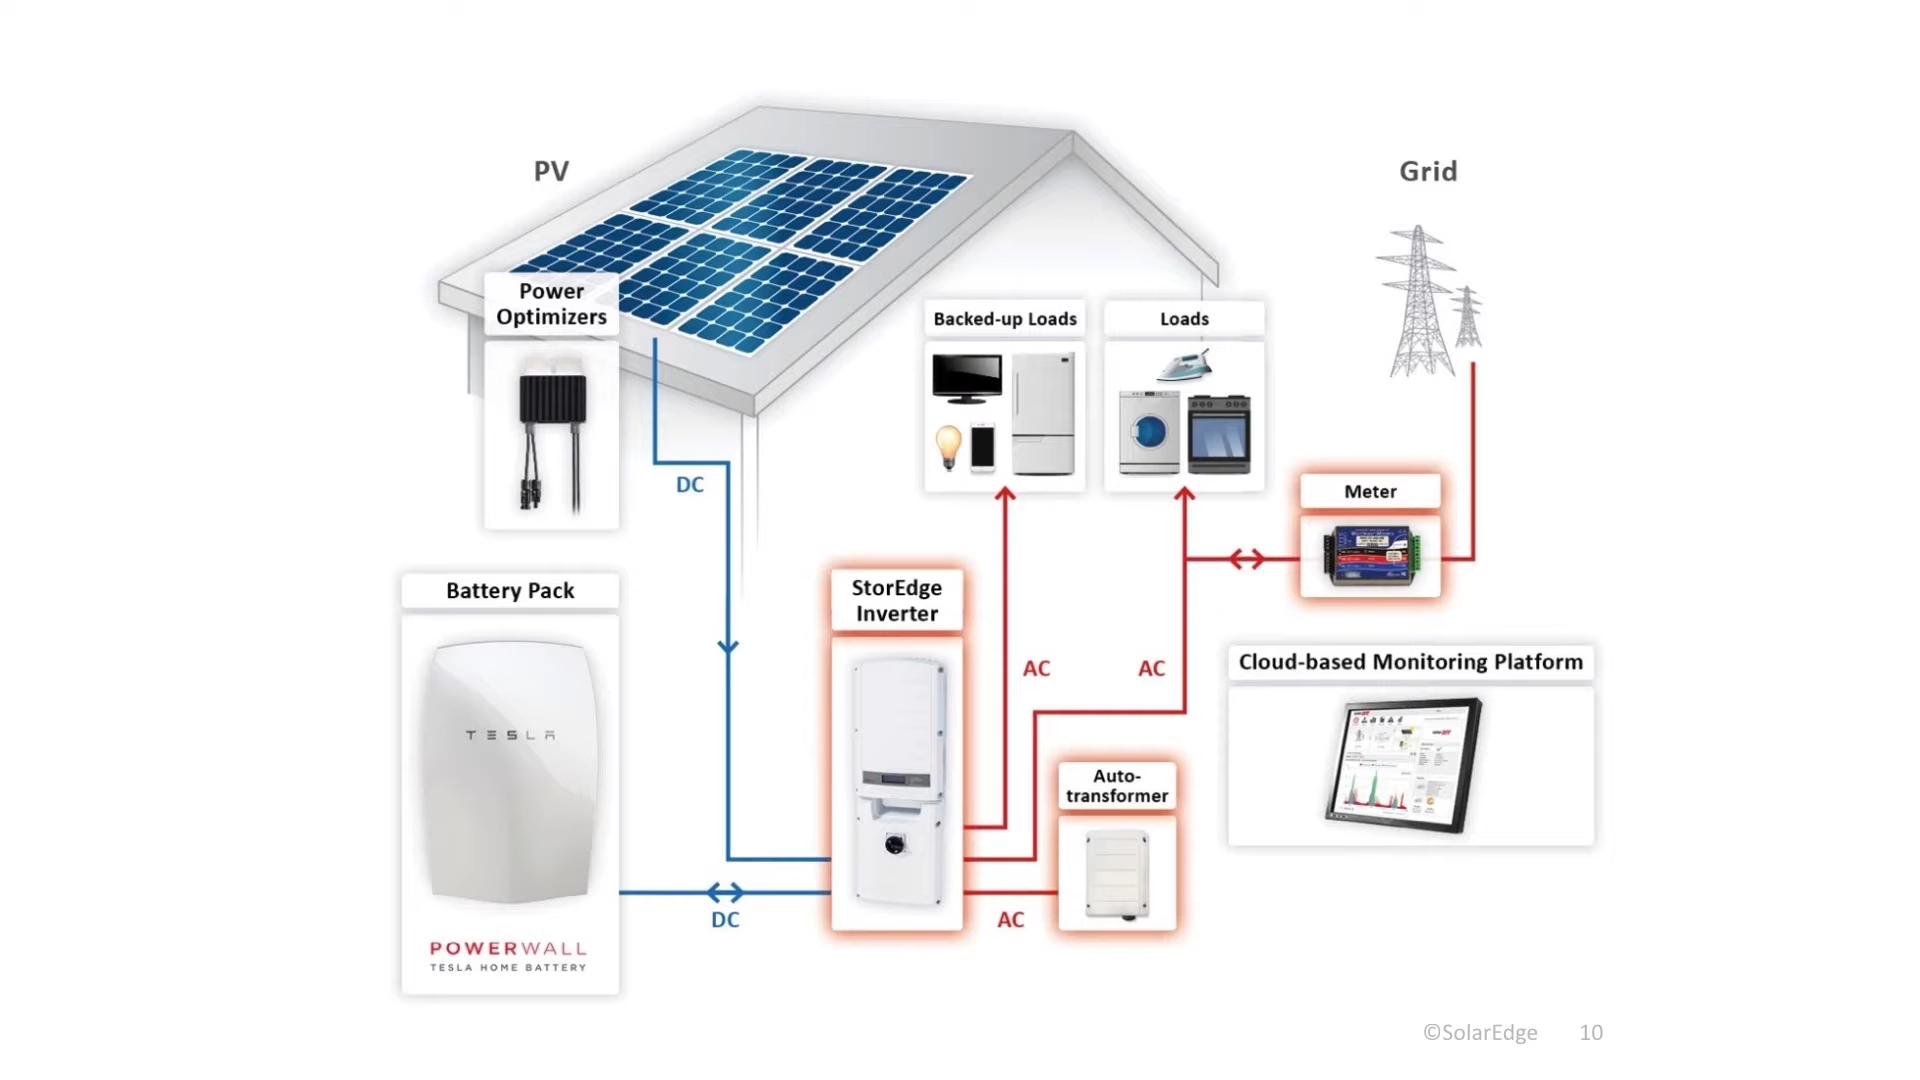 PV
Grid
Power
Optimizers
Backed-up Loads
Loads
DC
Meter
Battery Pack
StorEdge
Inverter
AC
AC
Cloud-based Monitoring Platform
TESLA
Auto-
transformer
DC
AC
POWERWALL
TESLA HOME BATTERY
©SolarEdge
10